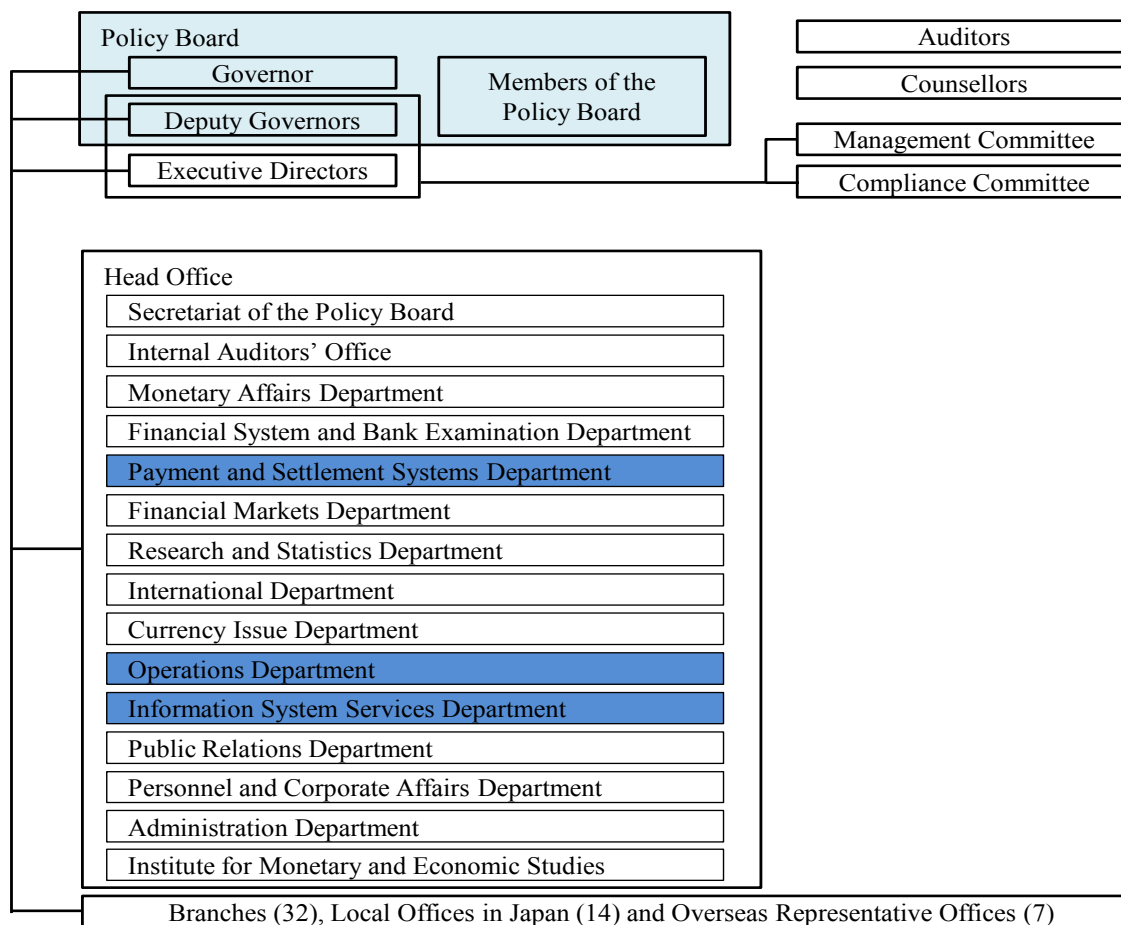 Policy Board
Governor
Deputy Governors
Executive Directors
Members of the
Policy Board
Auditors
Counsellors
Management Committee
Compliance Committee
Head Office
Secretariat of the Policy Board
Internal Auditors’ Office
Monetary Affairs Department
Financial System and Bank Examination Department
Payment and Settlement Systems Department
Financial Markets Department
Research and Statistics Department
International Department
Currency Issue Department
Operations Department
Information System Services Department
Public Relations Department
Personnel and Corporate Affairs Department
Administration Department
Institute for Monetary and Economic Studies
Branches (32), Local Offices in Japan (14) and Overseas Representative Offices (7)